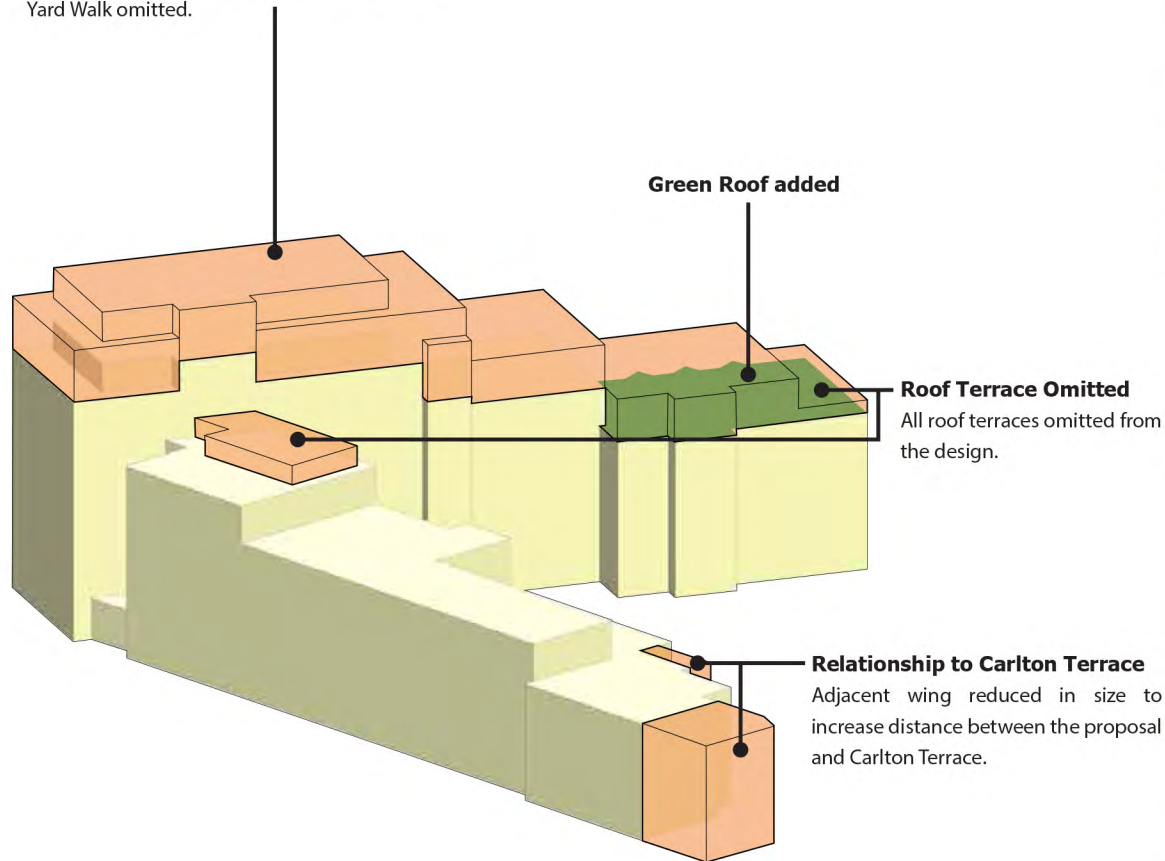 Yard Walk omitted.
Green Roof added
Roof Terrace Omitted
All roof terraces omitted from
the design.
Relationship to Carlton Terrace
Adjacent wing reduced in size to
increase distance between the proposal
and Carlton Terrace.